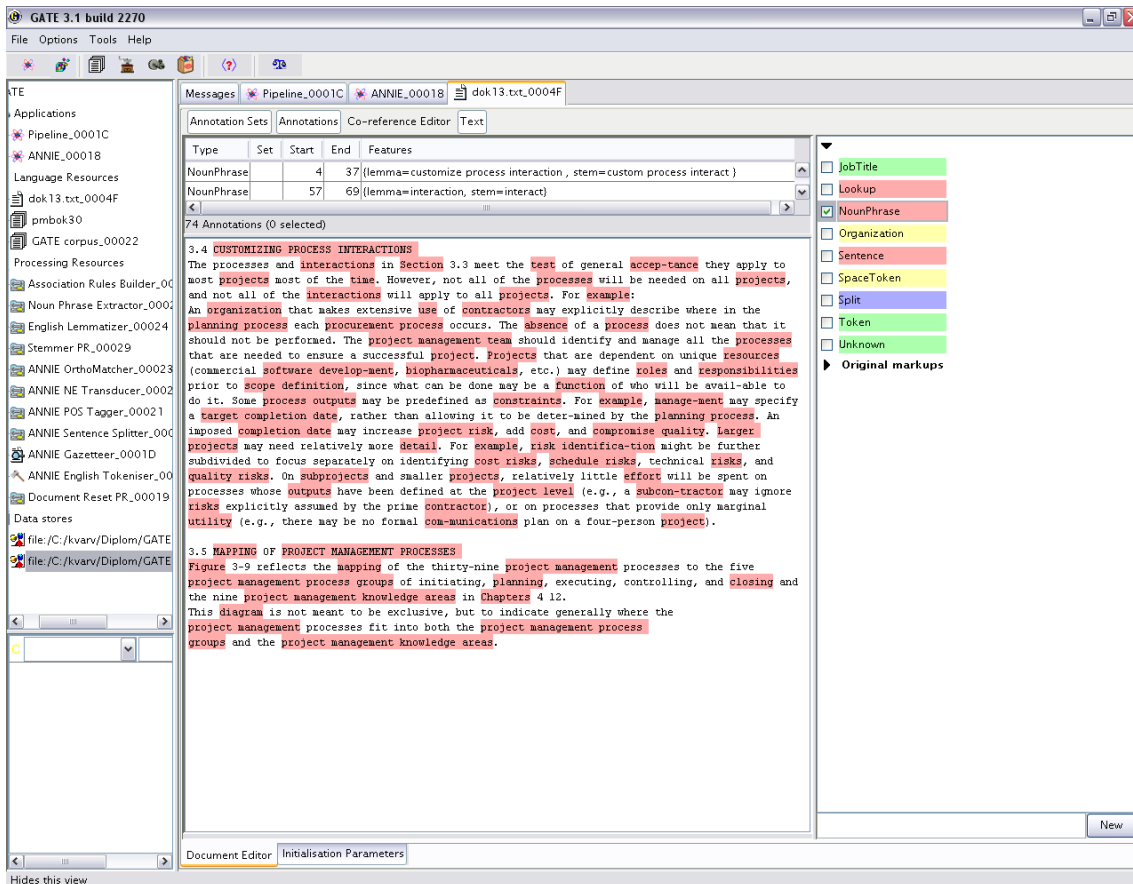 GATE 3.1 build 2270
File Options Tools Help
Messages Pipeline_0001C ANNIE_00018 dok13.txt_0004F
Annotation Sets Annotations Co-reference Editor Text
Applications
Pipeline_0001C
ANNIE_00018
Language Resources
dok13.txt_0004F
pmbok30
GATE corpus_00022
Processing Resources
Association Rules Builder_00
Noun Phrase Extractor_0002
English Lemmatizer_00024
Stemmer PR_00029
ANNIE OrthoMatcher_00023
ANNIE NE Transducer_0002
ANNIE POS Tagger_00021
ANNIE Sentence Splitter_000
ANNIE Gazetteer_0001D
ANNIE English Tokeniser_00
Document Reset PR_00019
Data stores
file:/C:/kvarv/Diplom/GATE
file:/C:/kvarv/Diplom/GATE
Type Set Start End Features
NounPhrase 4 37 {lemma=customize process interaction , stem=custom process interact }
NounPhrase 57 69 {lemma=interaction, stem=interact}
74 Annotations (0 selected)
3.4 CUSTOMIZING PROCESS INTERACTIONS
The processes and interactions in Section 3.3 meet the test of general accep-tance they apply to
most projects most of the time. However, not all of the processes will be needed on all projects,
and not all of the interactions will apply to all projects. For example:
An organization that makes extensive use of contractors may explicitly describe where in the
planning process each procurement process occurs. The absence of a process does not mean that it
should not be performed. The project management team should identify and manage all the processes
that are needed to ensure a successful project. Projects that are dependent on unique resources
(commercial software develop-ment, biopharmaceuticals, etc.) may define roles and responsibilities
prior to scope definition, since what can be done may be a function of who will be avail-able to
do it. Some process outputs may be predefined as constraints. For example, manage-ment may specify
a target completion date, rather than allowing it to be deter-mined by the planning process. An
imposed completion date may increase project risk, add cost, and compromise quality. Larger
projects may need relatively more detail. For example, risk identifica-tion might be further
subdivided to focus separately on identifying cost risks, schedule risks, technical risks, and
quality risks. On subprojects and smaller projects, relatively little effort will be spent on
processes whose outputs have been defined at the project level (e.g., a subcon-tractor may ignore
risks explicitly assumed by the prime contractor), or on processes that provide only marginal
utility (e.g., there may be no formal com-munications plan on a four-person project).
3.5 MAPPING OF PROJECT MANAGEMENT PROCESSES
Figure 3-9 reflects the mapping of the thirty-nine project management processes to the five
project management process groups of initiating, planning, executing, controlling, and closing and
the nine project management knowledge areas in Chapters 4 12.
This diagram is not meant to be exclusive, but to indicate generally where the
project management processes fit into both the project management process
groups and the project management knowledge areas.
JobTitle
Lookup
NounPhrase
Organization
Sentence
SpaceToken
Split
Token
Unknown
Original markups
New
Document Editor Initialisation Parameters
Hides this view